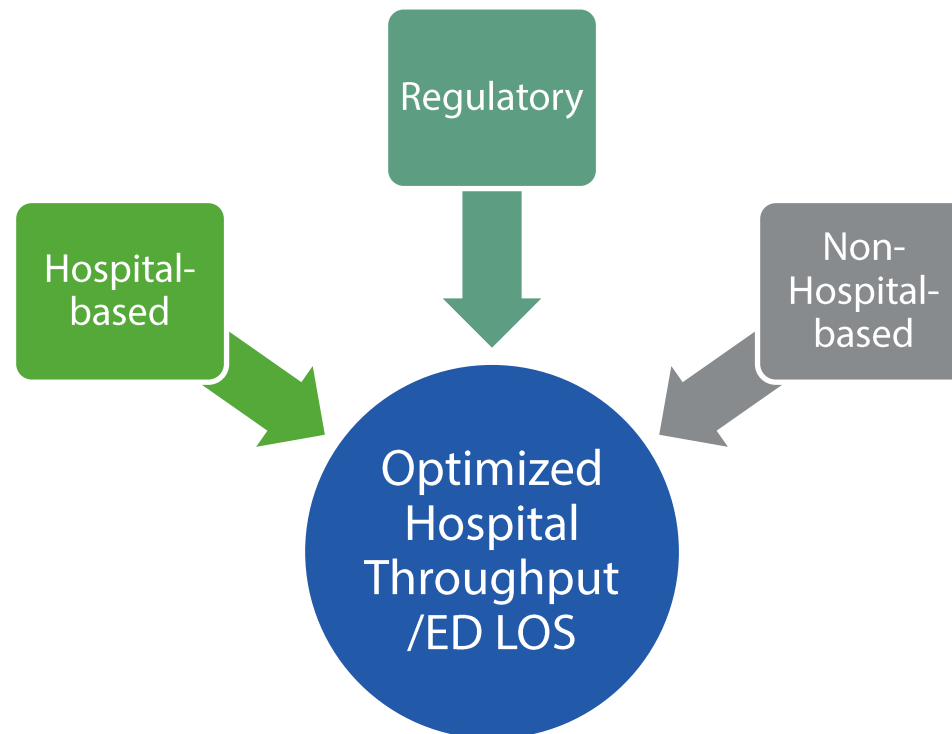 Regulatory
Hospital-
based
Non-
Hospital-
based
Optimized
Hospital
Throughput
/ED LOS